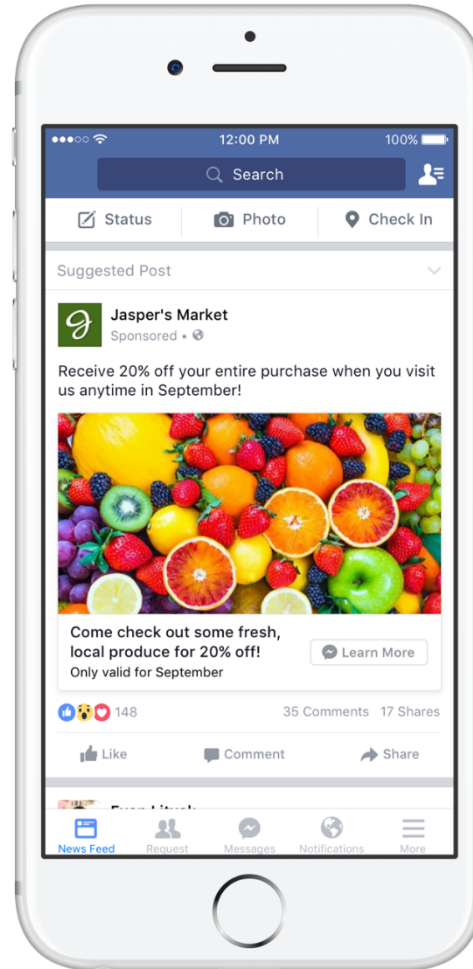 12:00 PM 100%
Search
Status Photo Check In
Suggested Post
Jasper's Market
Sponsored •
Receive 20% off your entire purchase when you visit
us anytime in September!
Come check out some fresh,
local produce for 20% off!
Only valid for September
Learn More
148 35 Comments 17 Shares
Like Comment Share
News Feed Request Messages Notifications More